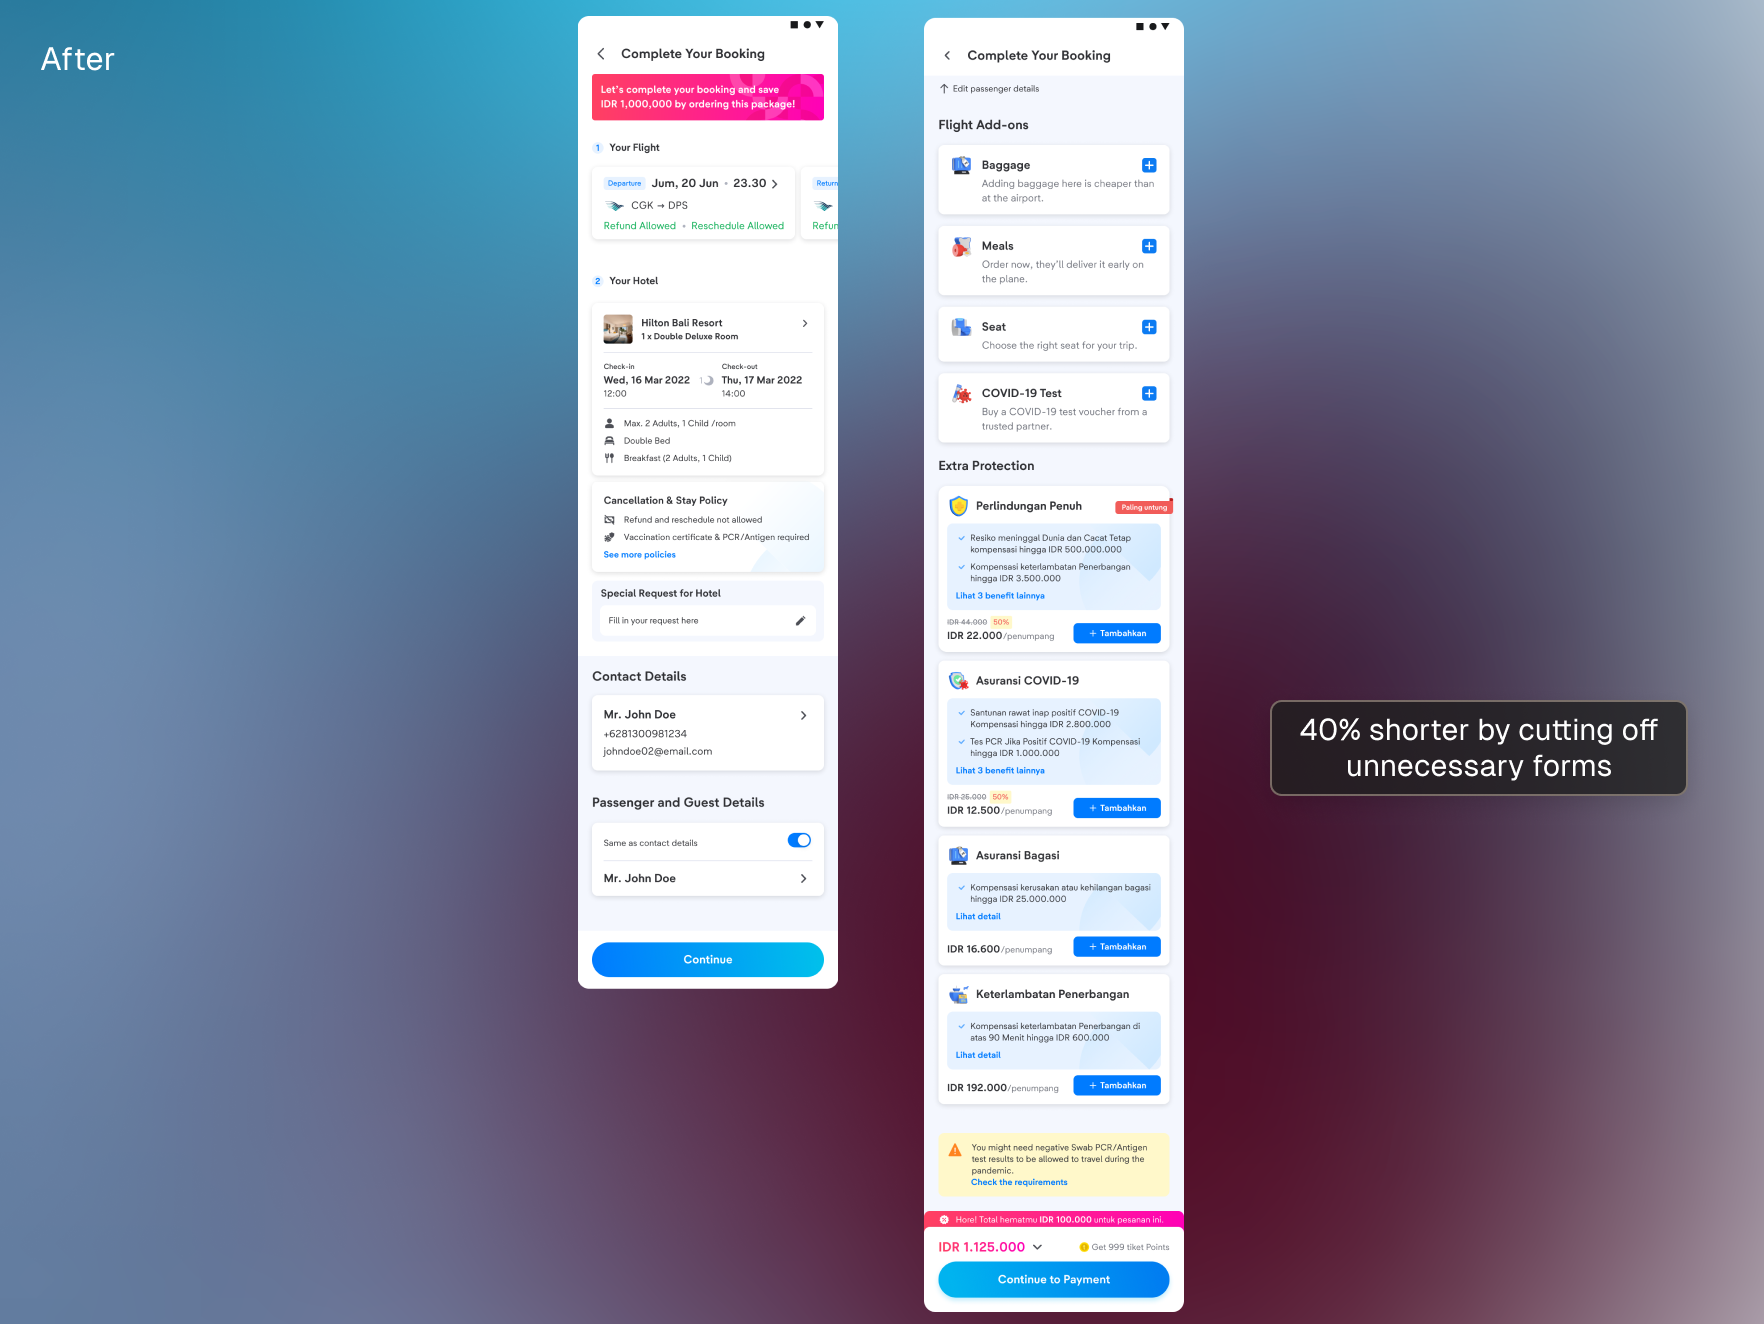 After
Complete Your Booking
Let's complete your booking and save
IDR 1,000,000 by ordering this package!
1 Your Flight
Departure Jum, 20 Jun • 23.30
CGK → DPS
Refund Allowed • Reschedule Allowed
Return
Refun
2 Your Hotel
Hilton Bali Resort
1 x Double Deluxe Room
Check-in
Wed, 16 Mar 2022
12:00
1
Check-out
Thu, 17 Mar 2022
14:00
Max. 2 Adults, 1 Child /room
Double Bed
Breakfast (2 Adults, 1 Child)
Cancellation & Stay Policy
Refund and reschedule not allowed
Vaccination certificate & PCR/Antigen required
See more policies
Special Request for Hotel
Fill in your request here
Contact Details
Mr. John Doe
+6281300981234
johndoe02@email.com
Passenger and Guest Details
Same as contact details
Mr. John Doe
Continue
Complete Your Booking
Edit passenger details
Flight Add-ons
Baggage
Adding baggage here is cheaper than
at the airport.
Meals
Order now, they'll deliver it early on
the plane.
Seat
Choose the right seat for your trip.
COVID-19 Test
Buy a COVID-19 test voucher from a
trusted partner.
Extra Protection
Perlindungan Penuh
Paling untung
Resiko meninggal Dunia dan Cacat Tetap
kompensasi hingga IDR 500.000.000
Kompensasi keterlambatan Penerbangan
hingga IDR 3.500.000
Lihat 3 benefit lainnya
IDR 44.000 50%
IDR 22.000/penumpang
+ Tambahkan
Asuransi COVID-19
Santunan rawat inap positif COVID-19
Kompensasi hingga IDR 2.800.000
Tes PCR Jika Positif COVID-19 Kompensasi
hingga IDR 1.000.000
Lihat 3 benefit lainnya
IDR 25.000 50%
IDR 12.500/penumpang
+ Tambahkan
Asuransi Bagasi
Kompensasi kerusakan atau kehilangan bagasi
hingga IDR 25.000.000
Lihat detail
IDR 16.600/penumpang
+ Tambahkan
Keterlambatan Penerbangan
Kompensasi keterlambatan Penerbangan di
atas 90 Menit hingga IDR 600.000
Lihat detail
IDR 192.000/penumpang
+ Tambahkan
You might need negative Swab PCR/Antigen
test results to be allowed to travel during the
pandemic.
Check the requirements
Hore! Total hematmu IDR 100.000 untuk pesanan ini.
IDR 1.125.000
Get 999 tiket Points
Continue to Payment
40% shorter by cutting off
unnecessary forms